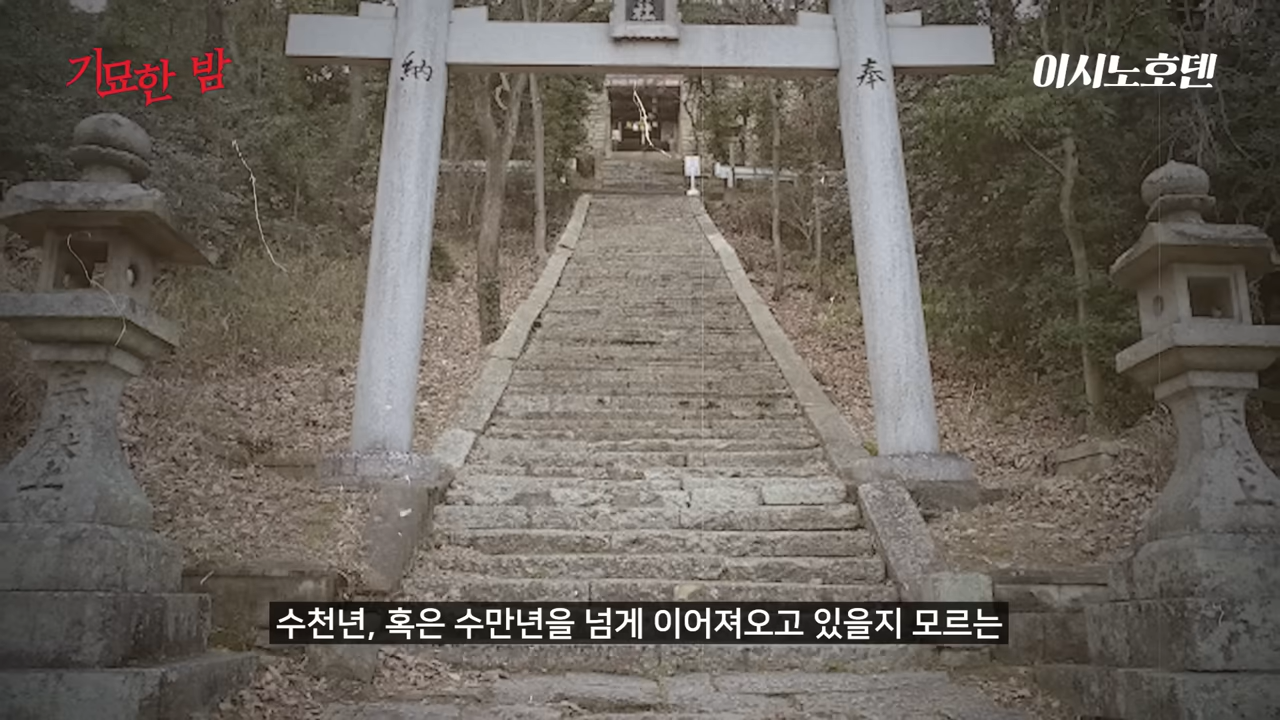 기묘한 밤
이시노호덴
社
納
奉
수천년, 혹은 수만년을 넘게 이어져오고 있을지 모르는